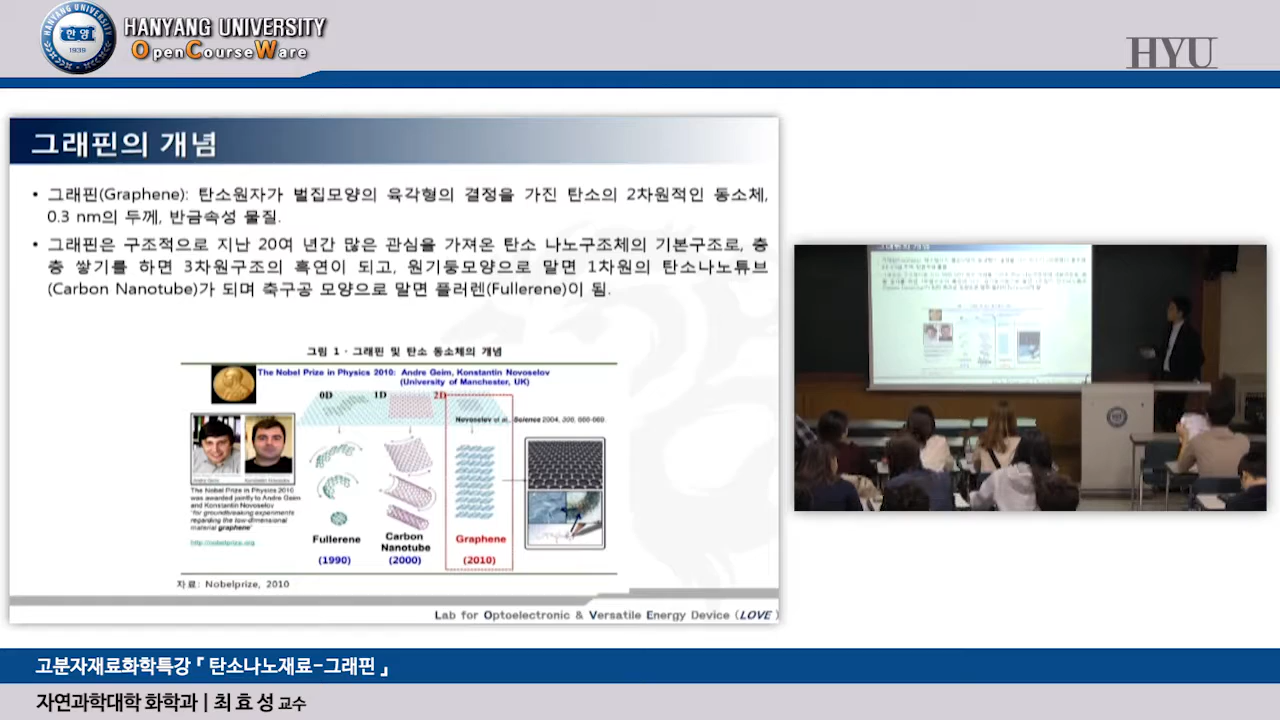 HANYANG UNIVERSITY
OpenCourseWare
한양
1939
HYU
그래핀의 개념
• 그래핀(Graphene): 탄소원자가 벌집모양의 육각형의 결정을 가진 탄소의 2차원적인 동소체,
0.3 nm의 두께, 반금속성 물질.
• 그래핀은 구조적으로 지난 20여 년간 많은 관심을 가져온 탄소 나노구조체의 기본구조로, 층
층 쌓기를 하면 3차원구조의 흑연이 되고, 원기둥모양으로 말면 1차원의 탄소나노튜브
(Carbon Nanotube)가 되며 축구공 모양으로 말면 플러렌(Fullerene)이 됨.
그림 1 · 그래핀 및 탄소 동소체의 개념
The Nobel Prize in Physics 2010: Andre Geim, Konstantin Novoselov
(University of Manchester, UK)
0D 1D 2D
Novoselov et al., Science 2004, 306, 666-669.
Andre Geim Konstantin Novoselov
The Nobel Prize in Physics 2010
was awarded jointly to Andre Geim
and Konstantin Novoselov
"for groundbreaking experiments
regarding the two-dimensional
material graphene"
http://nobelprize.org
Fullerene
(1990)
Carbon
Nanotube
(2000)
Graphene
(2010)
자료: Nobelprize, 2010
Lab for Optoelectronic & Versatile Energy Device (LOVE )
고분자재료화학특강『 탄소나노재료-그래핀 』
자연과학대학 화학과 | 최 효 성 교수